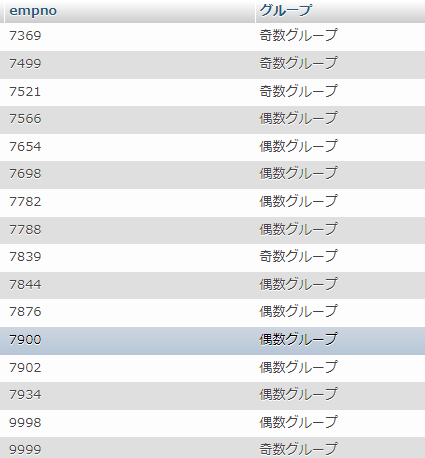 empno グループ
7369 奇数グループ
7499 奇数グループ
7521 奇数グループ
7566 偶数グループ
7654 偶数グループ
7698 偶数グループ
7782 偶数グループ
7788 偶数グループ
7839 奇数グループ
7844 偶数グループ
7876 偶数グループ
7900 偶数グループ
7902 偶数グループ
7934 偶数グループ
9998 偶数グループ
9999 奇数グループ